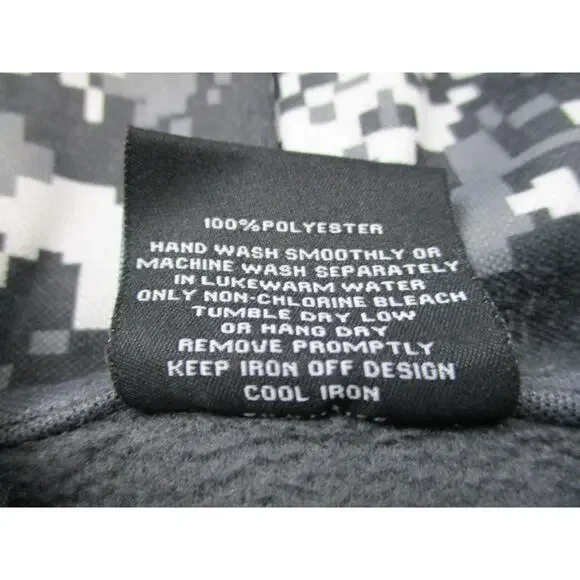 100%POLYESTER
HAND WASH SMOOTHLY OR
MACHINE WASH SEPARATELY
IN LUKEWARM WATER
ONLY NON-CHLORINE BLEACH
TUMBLE DRY LOW
OR HANG DRY
REMOVE PROMPTLY
KEEP IRON OFF DESIGN
COOL IRON